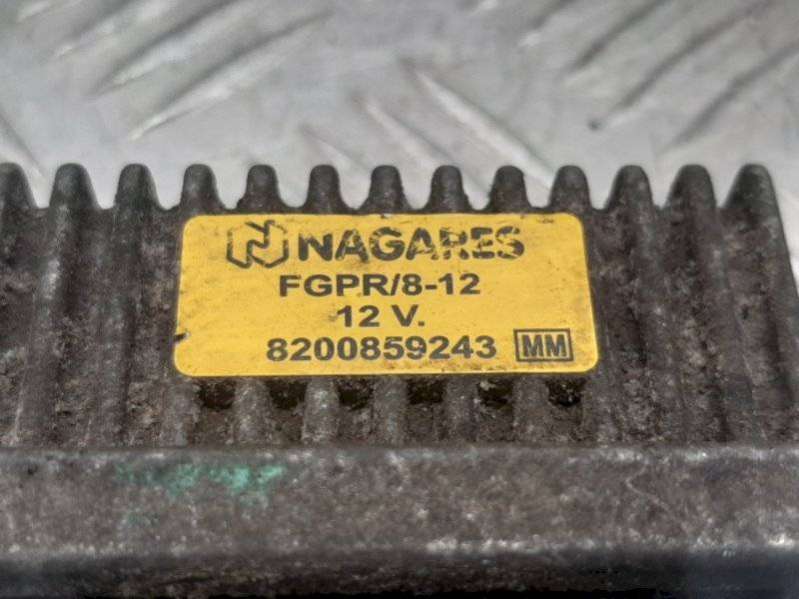 NAGARES
FGPR/8-12
12 V.
8200859243 MM